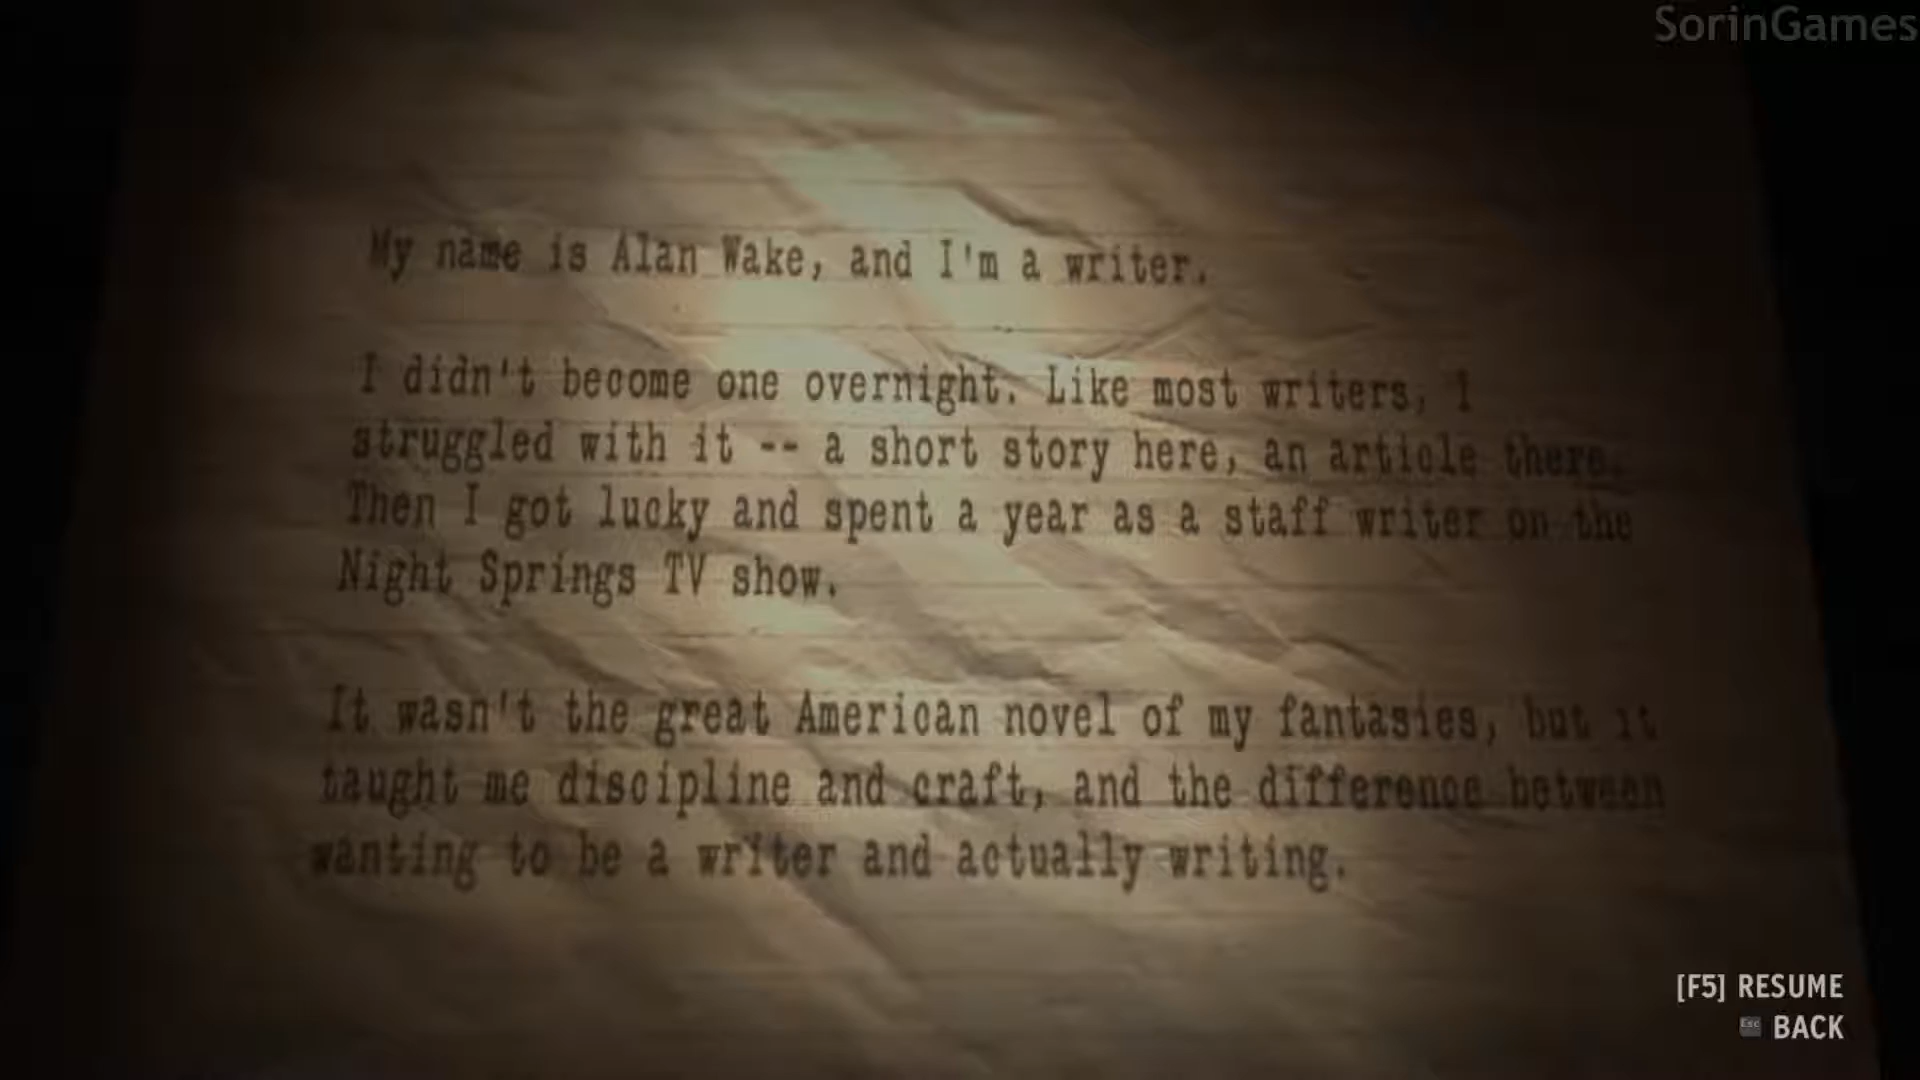 SorinGames
My name is Alan Wake, and I'm a writer.
I didn't become one overnight. Like most writers, I
struggled with it -- a short story here, an article there.
Then I got lucky and spent a year as a staff writer on the
Night Springs TV show.
It wasn't the great American novel of my fantasies, but it
taught me discipline and craft, and the difference between
wanting to be a writer and actually writing.
[F5] RESUME
Esc BACK